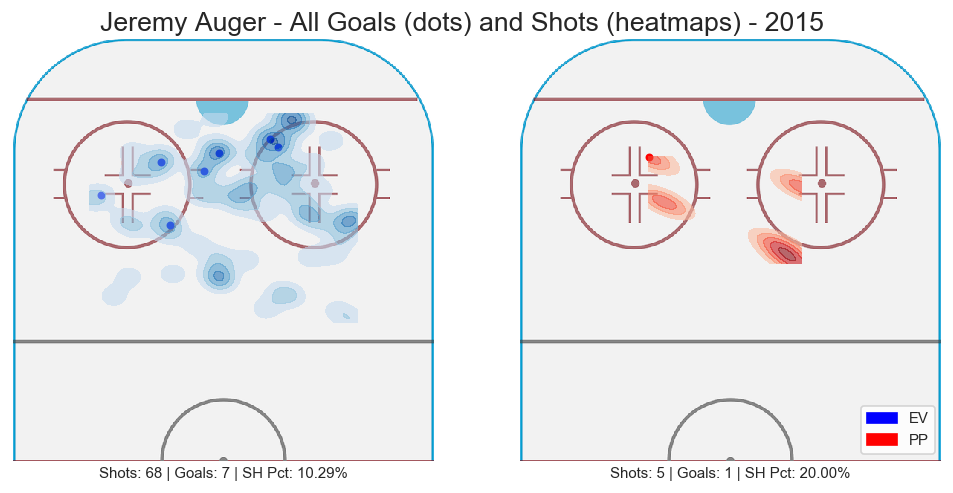 Jeremy Auger - All Goals (dots) and Shots (heatmaps) - 2015
EV
PP
Shots: 68 | Goals: 7 | SH Pct: 10.29%
Shots: 5 | Goals: 1 | SH Pct: 20.00%